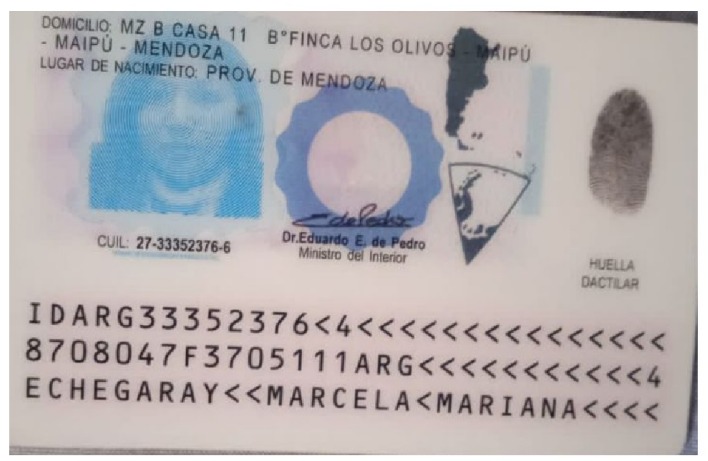 DOMICILIO: MZ B CASA 11 B°FINCA LOS OLIVOS - MAIPÚ
- MAIPÚ - MENDOZA
LUGAR DE NACIMIENTO: PROV. DE MENDOZA
CUIL: 27-33352376-6
Dr.Eduardo E. de Pedro
Ministro del Interior
HUELLA
DACTILAR
IDARG33352376<4<<<<<<<<<<<<<<<
8708047F3705111ARG<<<<<<<<<<<4
ECHEGARAY<<MARCELA<MARIANA<<<<